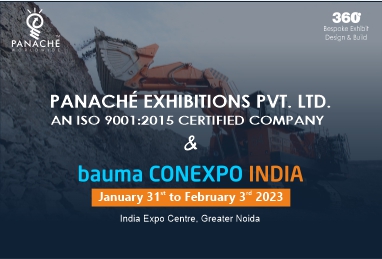 PANACHÉ
WORLDWIDE
360°
Bespoke Exhibit
Design & Build
PANACHÉ EXHIBITIONS PVT. LTD.
AN ISO 9001:2015 CERTIFIED COMPANY
&
bauma CONEXPO INDIA
January 31st to February 3rd 2023
India Expo Centre, Greater Noida